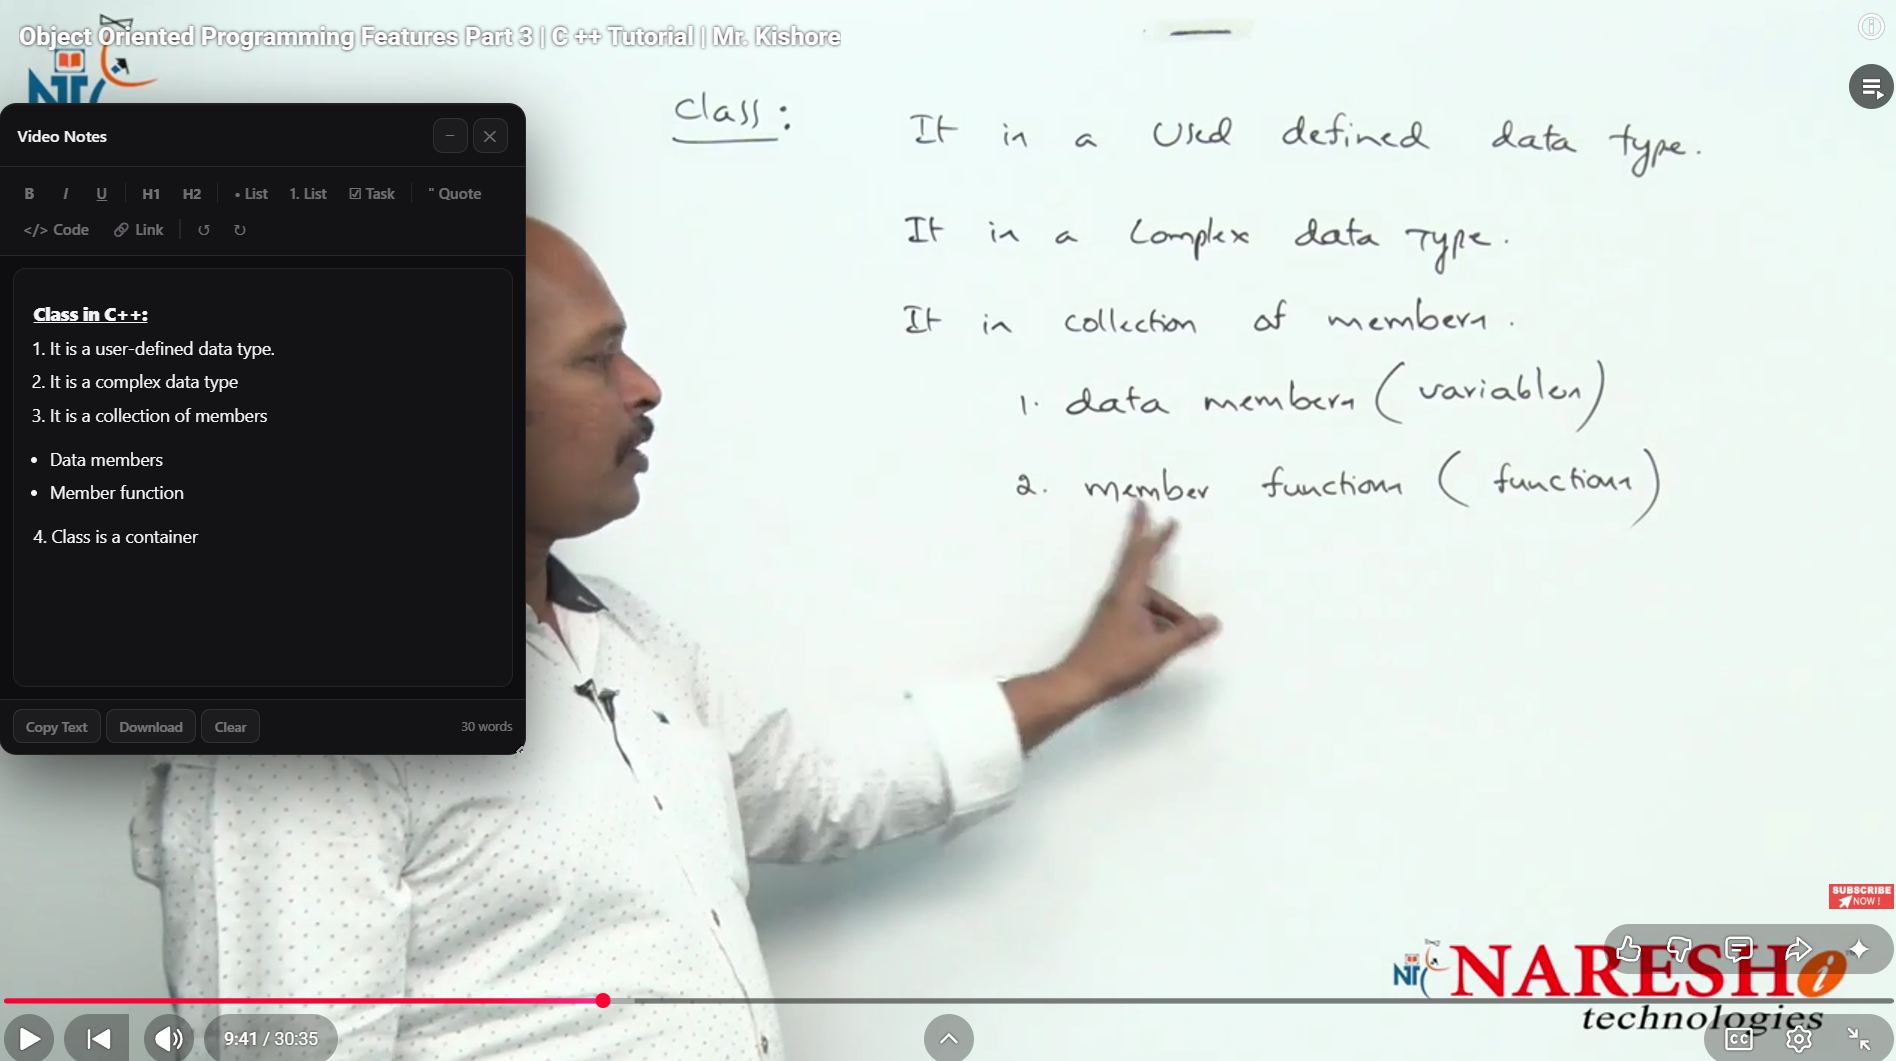 Object Oriented Programming Features Part 3 | C ++ Tutorial | Mr. Kishore
Video Notes
B I U H1 H2 • List 1. List ☑ Task " Quote
</> Code Link
Class in C++:
1. It is a user-defined data type.
2. It is a complex data type
3. It is a collection of members
• Data members
• Member function
4. Class is a container
Copy Text Download Clear 30 words
Class : It is a Used defined data type.
It is a Complex data Type.
It is collection of members.
1. data members (variables)
2. member functions (functions)
SUBSCRIBE
NOW !
NARESH i
technologies
9:41 / 30:35
CC